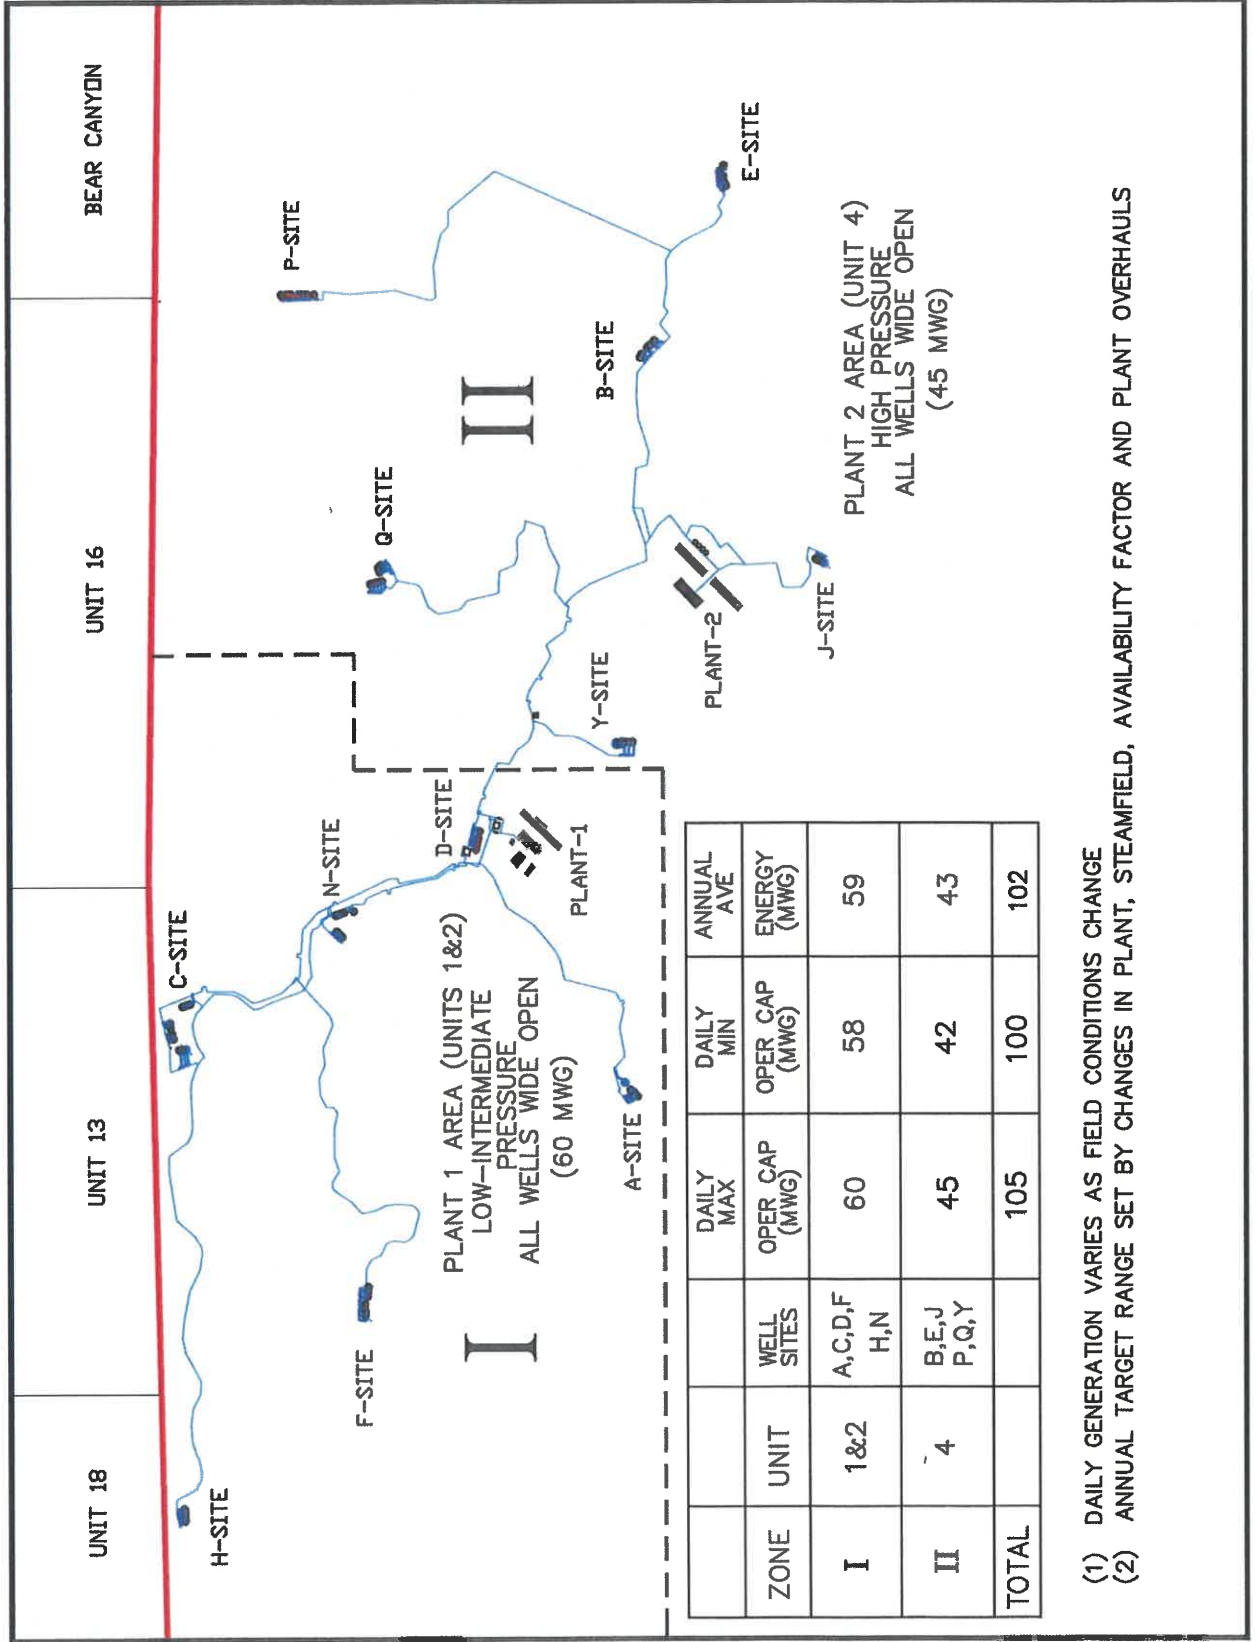 UNIT 18
UNIT 13
UNIT 16
BEAR CANYON
H-SITE
C-SITE
F-SITE
N-SITE
P-SITE
Q-SITE
D-SITE
I
II
PLANT 1 AREA (UNITS 1&2)
LOW-INTERMEDIATE
PRESSURE
ALL WELLS WIDE OPEN
(60 MWG)
A-SITE
PLANT-1
Y-SITE
B-SITE
E-SITE
PLANT-2
J-SITE
PLANT 2 AREA (UNIT 4)
HIGH PRESSURE
ALL WELLS WIDE OPEN
(45 MWG)
DAILY MAX DAILY MIN ANNUAL AVE
ZONE UNIT WELL SITES OPER CAP (MWG) OPER CAP (MWG) ENERGY (MWG)
I 1&2 A,C,D,F H,N 60 58 59
II 4 B,E,J P,Q,Y 45 42 43
TOTAL 105 100 102
(1) DAILY GENERATION VARIES AS FIELD CONDITIONS CHANGE
(2) ANNUAL TARGET RANGE SET BY CHANGES IN PLANT, STEAMFIELD, AVAILABILITY FACTOR AND PLANT OVERHAULS